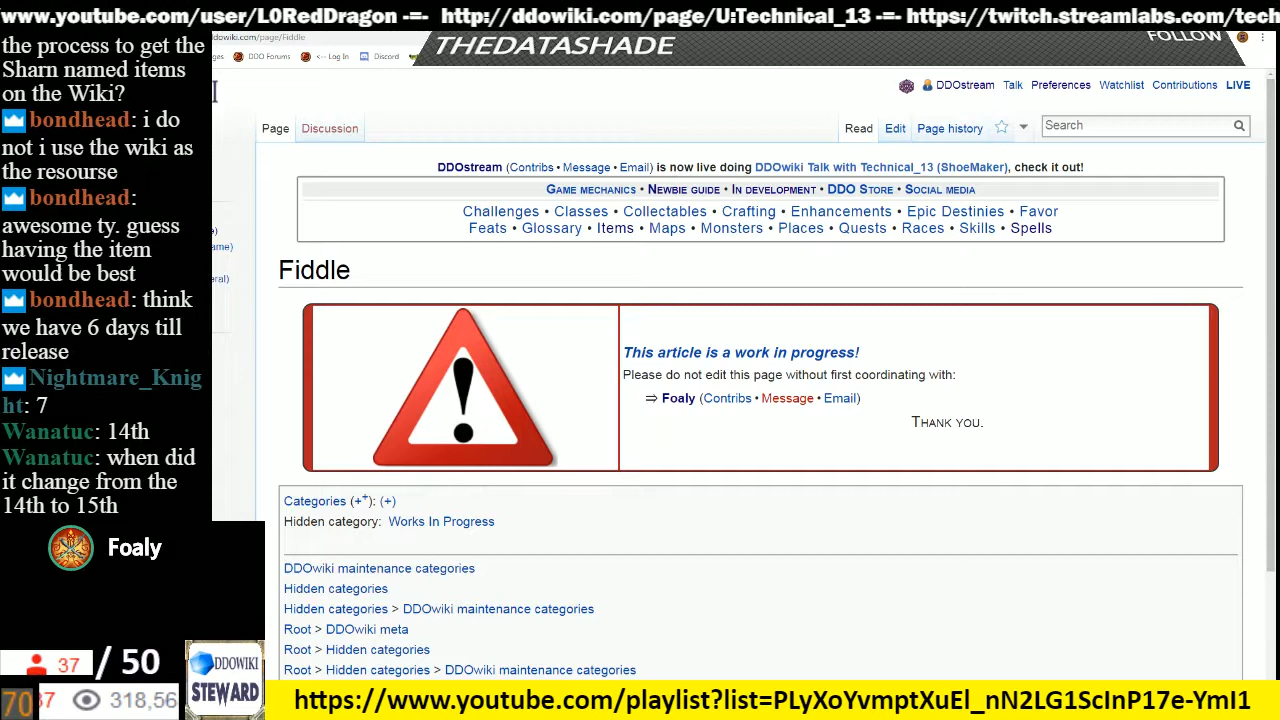 www.youtube.com/user/L0RedDragon -=- http://ddowiki.com/page/U:Technical_13 -=- https://twitch.streamlabs.com/tech
the process to get the
Sharn named items
on the Wiki?
bondhead: i do
not i use the wiki as
the resourse
bondhead:
awesome ty. guess
having the item
would be best
bondhead: think
we have 6 days till
release
Nightmare_Knig
ht: 7
Wanatuc: 14th
Wanatuc: when did
it change from the
14th to 15th
Foaly
37 / 50
318,56
DDOWIKI
STEWARD
dowiki.com/page/Fiddle
THEDATASHADE
FOLLOW
ges DDO Forums <-- Log In Discord
DDOstream Talk Preferences Watchlist Contributions LIVE
Page Discussion Read Edit Page history Search
DDOstream (Contribs • Message • Email) is now live doing DDOwiki Talk with Technical_13 (ShoeMaker), check it out!
Game mechanics • Newbie guide • In development • DDO Store • Social media
Challenges • Classes • Collectables • Crafting • Enhancements • Epic Destinies • Favor
Feats • Glossary • Items • Maps • Monsters • Places • Quests • Races • Skills • Spells
Fiddle
This article is a work in progress!
Please do not edit this page without first coordinating with:
⇒ Foaly (Contribs • Message • Email)
Thank you.
Categories (++): (+)
Hidden category: Works In Progress
DDOwiki maintenance categories
Hidden categories
Hidden categories > DDOwiki maintenance categories
Root > DDOwiki meta
Root > Hidden categories
Root > Hidden categories > DDOwiki maintenance categories
https://www.youtube.com/playlist?list=PLyXoYvmptXuEl_nN2LG1ScInP17e-YmI1